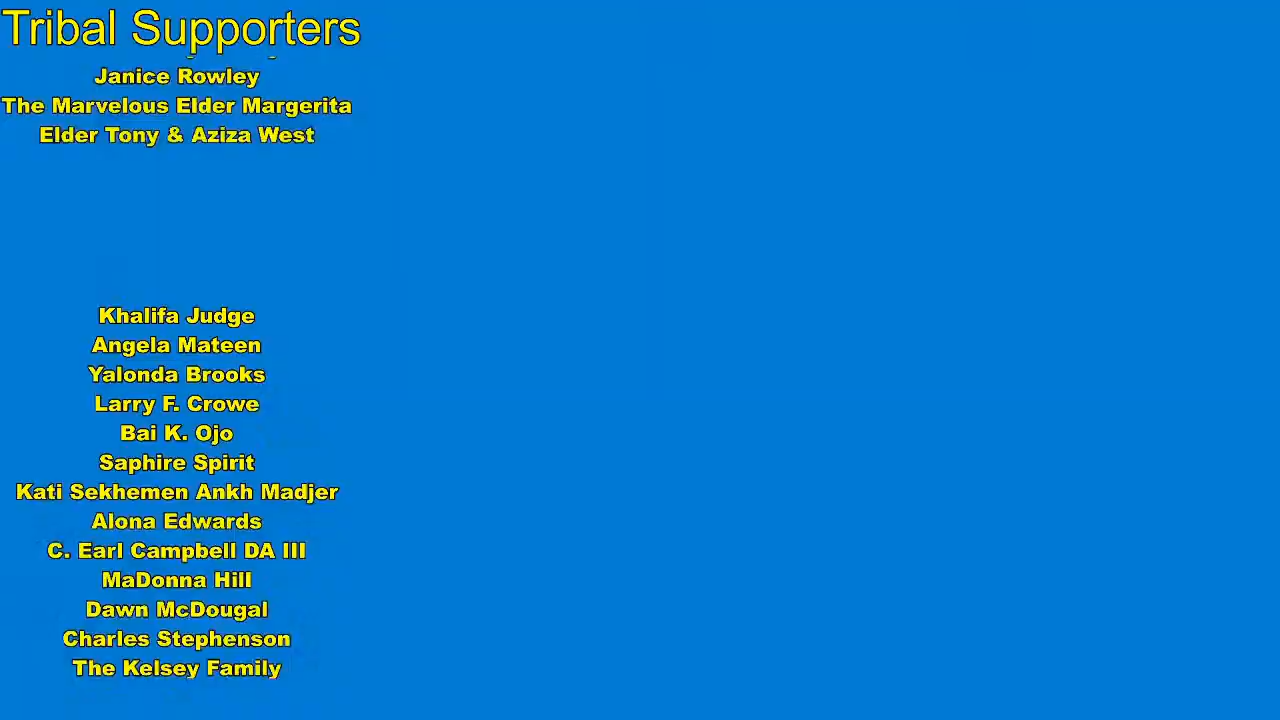 Tribal Supporters
Janice Rowley
The Marvelous Elder Margerita
Elder Tony & Aziza West
Khalifa Judge
Angela Mateen
Yalonda Brooks
Larry F. Crowe
Bai K. Ojo
Saphire Spirit
Kati Sekhemen Ankh Madjer
Alona Edwards
C. Earl Campbell DA III
MaDonna Hill
Dawn McDougal
Charles Stephenson
The Kelsey Family